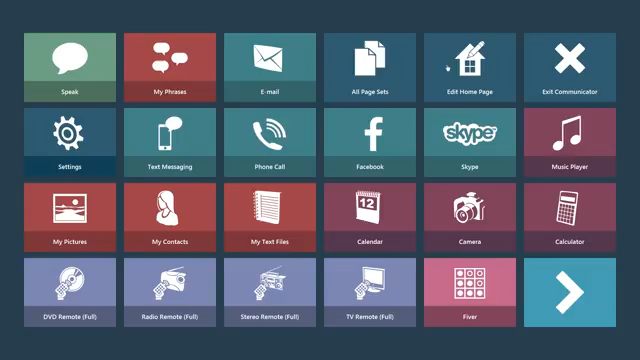 Speak
My Phrases
E-mail
All Page Sets
Edit Home Page
Exit Communicator
Settings
Text Messaging
Phone Call
Facebook
skype
Skype
Music Player
My Pictures
My Contacts
My Text Files
12
Calendar
Camera
Calculator
DVD Remote (Full)
Radio Remote (Full)
Stereo Remote (Full)
TV Remote (Full)
Fiver